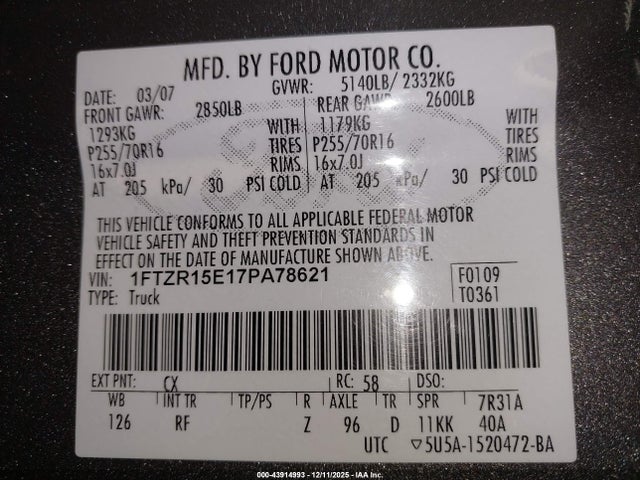 MFD. BY FORD MOTOR CO.
DATE: 03/07 GVWR: 5140LB/ 2332KG
FRONT GAWR: 2850LB REAR GAWR: 2600LB
1293KG WITH 1179KG WITH
P255/70R16 TIRES P255/70R16 TIRES
16x7.0J RIMS 16x7.0J RIMS
AT 205 kPa/ 30 PSI COLD AT 205 kPa/ 30 PSI COLD
THIS VEHICLE CONFORMS TO ALL APPLICABLE FEDERAL MOTOR
VEHICLE SAFETY AND THEFT PREVENTION STANDARDS IN
EFFECT ON THE DATE OF MANUFACTURE SHOWN ABOVE.
VIN: 1FTZR15E17PA78621 F0109
TYPE: Truck T0361
EXT PNT: CX RC: 58 DSO:
WB INT TR TP/PS R AXLE TR SPR 7R31A
126 RF Z 96 D 11KK 40A
UTC ▽5U5A-1520472-BA
000-43914993 - 12/11/2025 - IAA Inc.